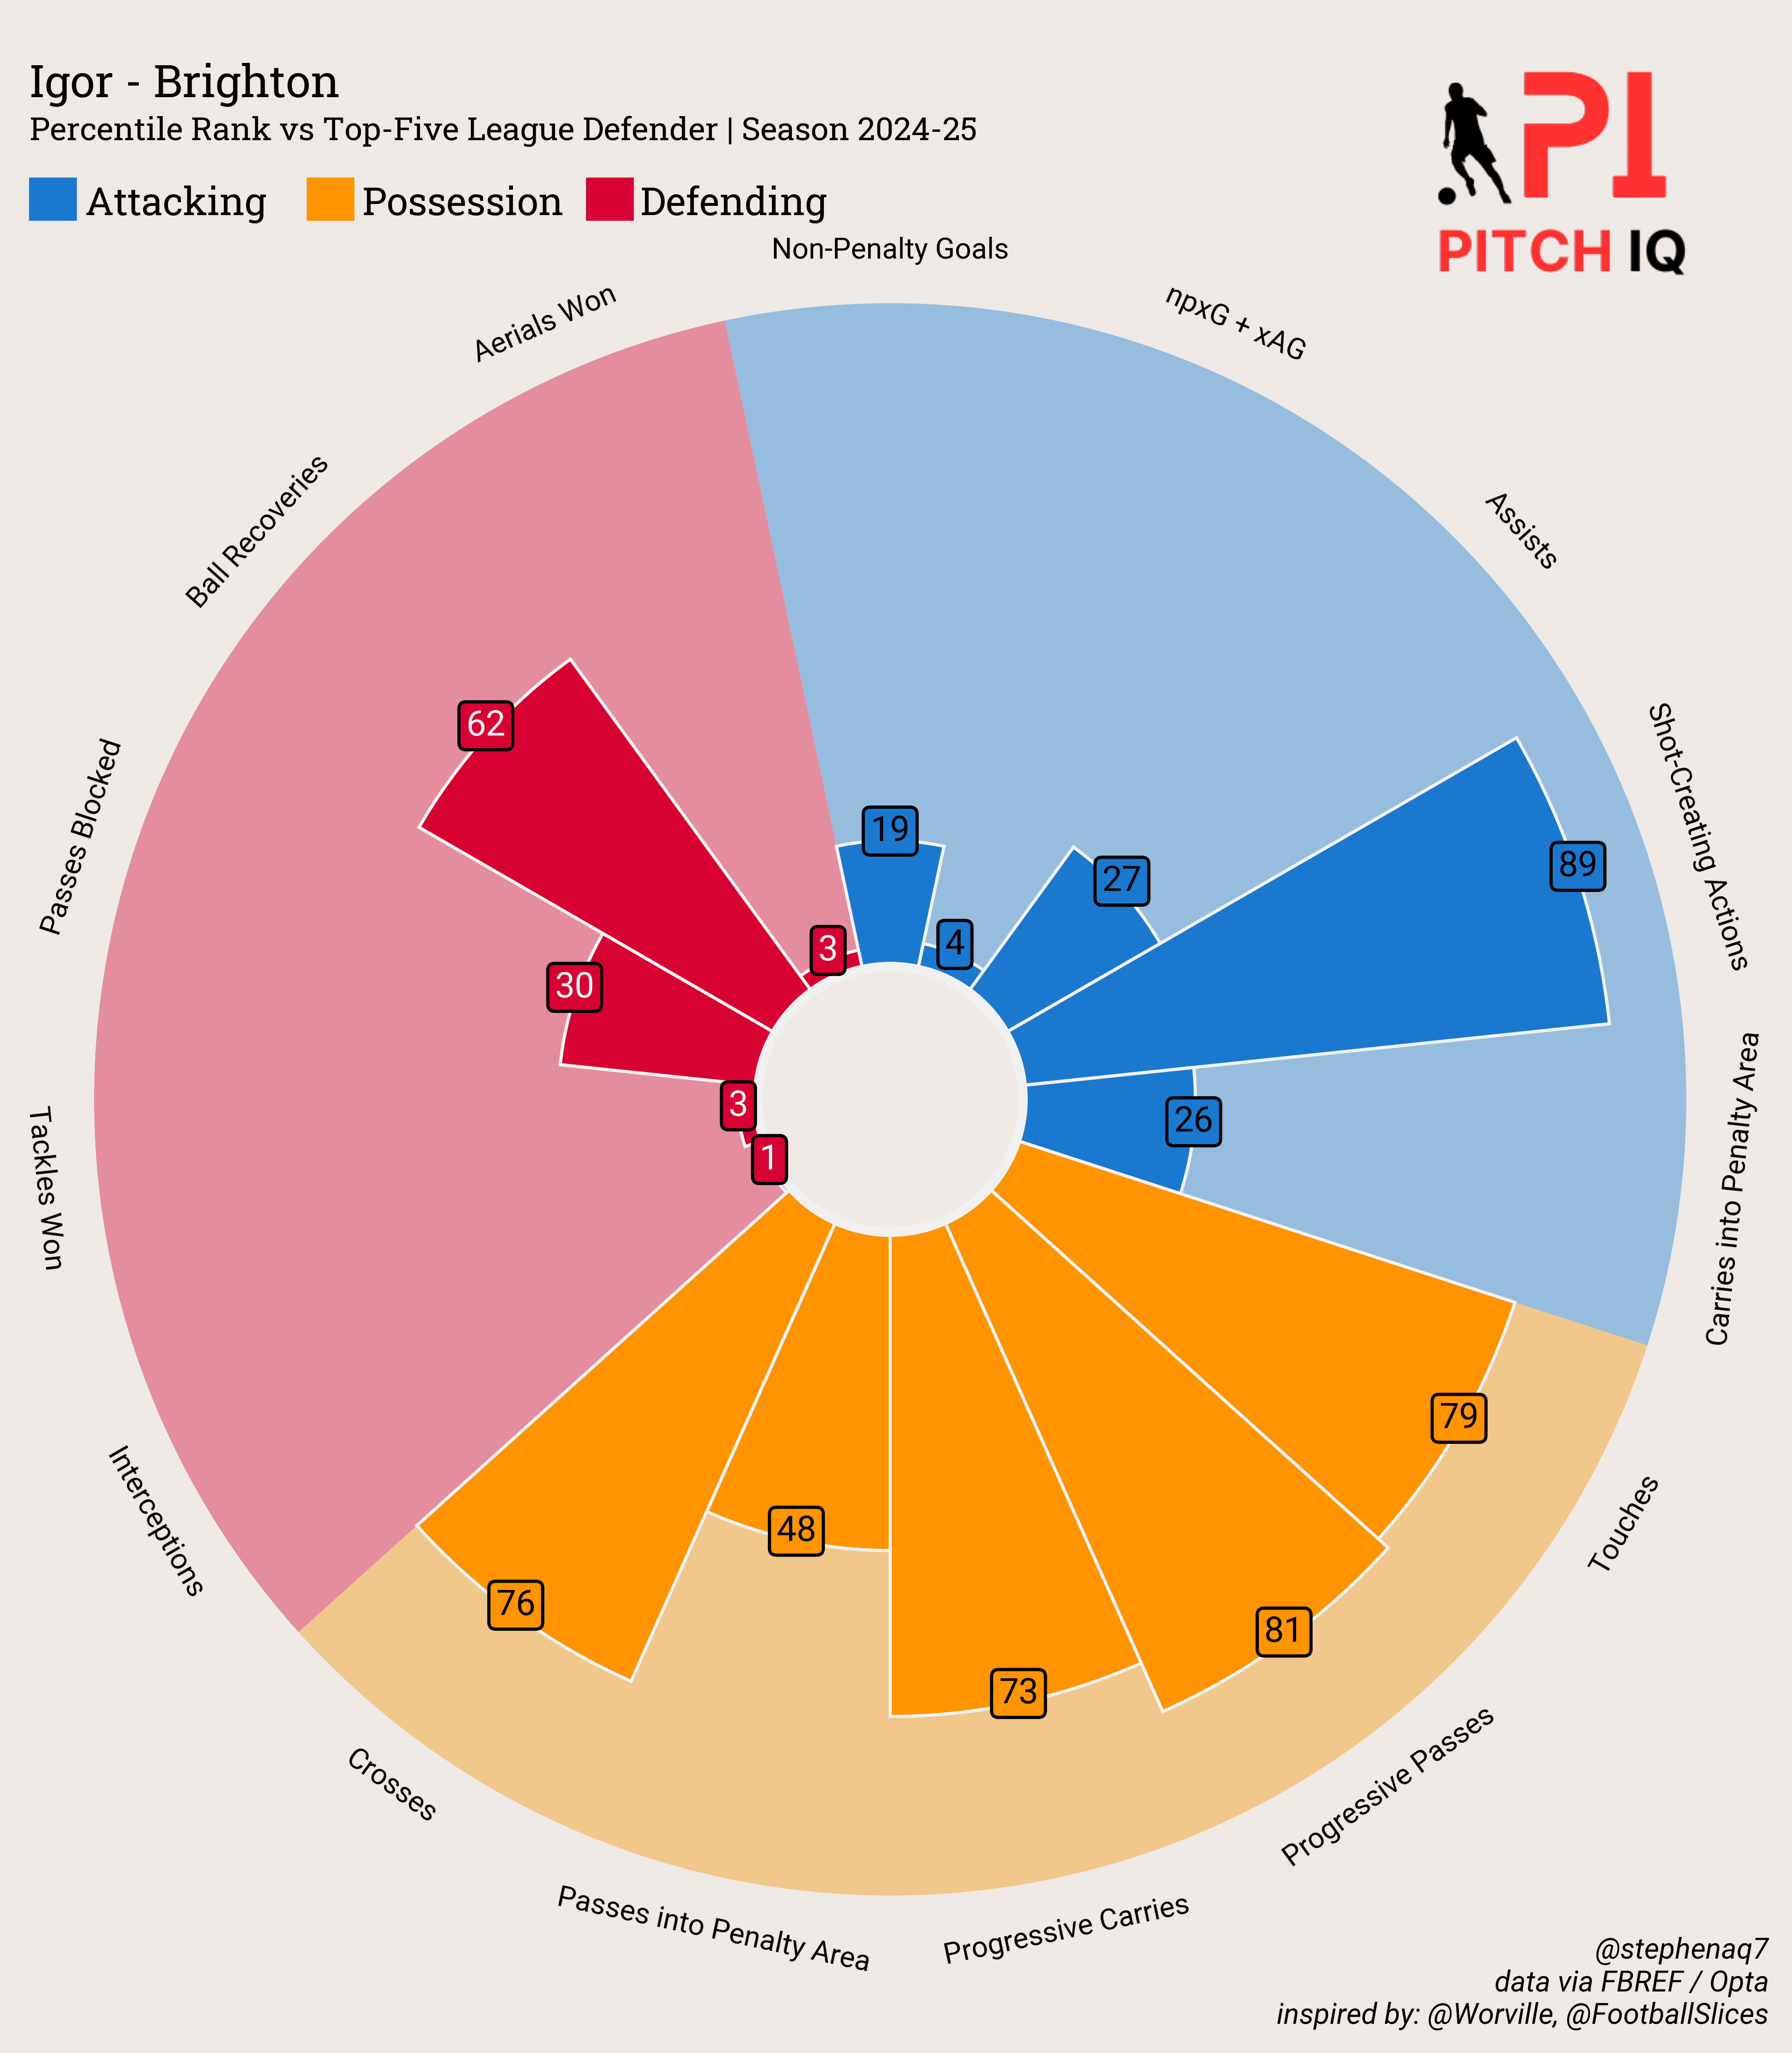 Igor - Brighton
Percentile Rank vs Top-Five League Defender | Season 2024-25
Attacking Possession Defending
PI
PITCH IQ
Non-Penalty Goals
npxG + xAG
Assists
Shot-Creating Actions
Carries into Penalty Area
Touches
Progressive Passes
Progressive Carries
Passes into Penalty Area
Crosses
Interceptions
Tackles Won
Passes Blocked
Ball Recoveries
Aerials Won
19
4
27
89
26
79
81
73
48
76
1
3
30
62
3
@stephenaq7
data via FBREF / Opta
inspired by: @Worville, @FootballSlices